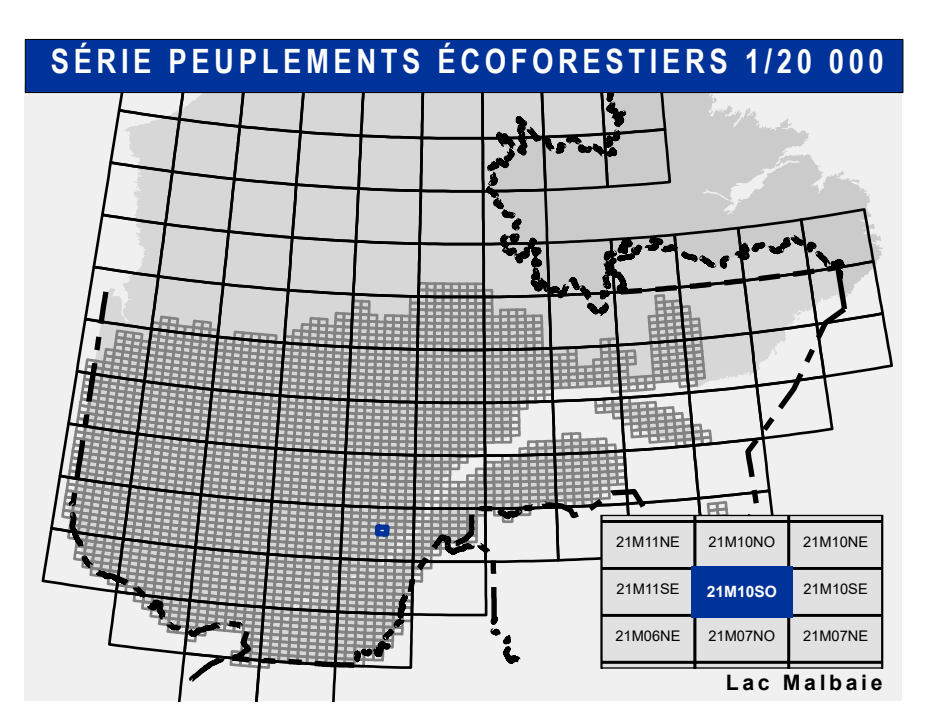 SÉRIE PEUPLEMENTS ÉCOFORESTIERS 1/20 000
21M11NE 21M10NO 21M10NE
21M11SE 21M10SO 21M10SE
21M06NE 21M07NO 21M07NE
Lac Malbaie